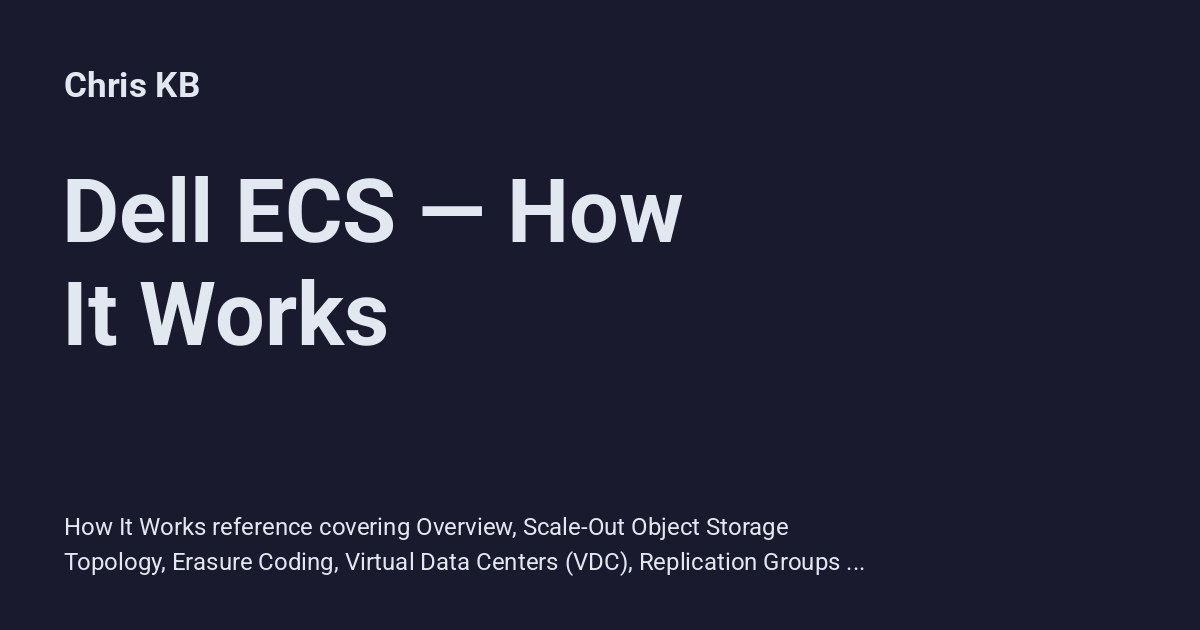 Chris KB
Dell ECS — How
It Works
How It Works reference covering Overview, Scale-Out Object Storage
Topology, Erasure Coding, Virtual Data Centers (VDC), Replication Groups ...